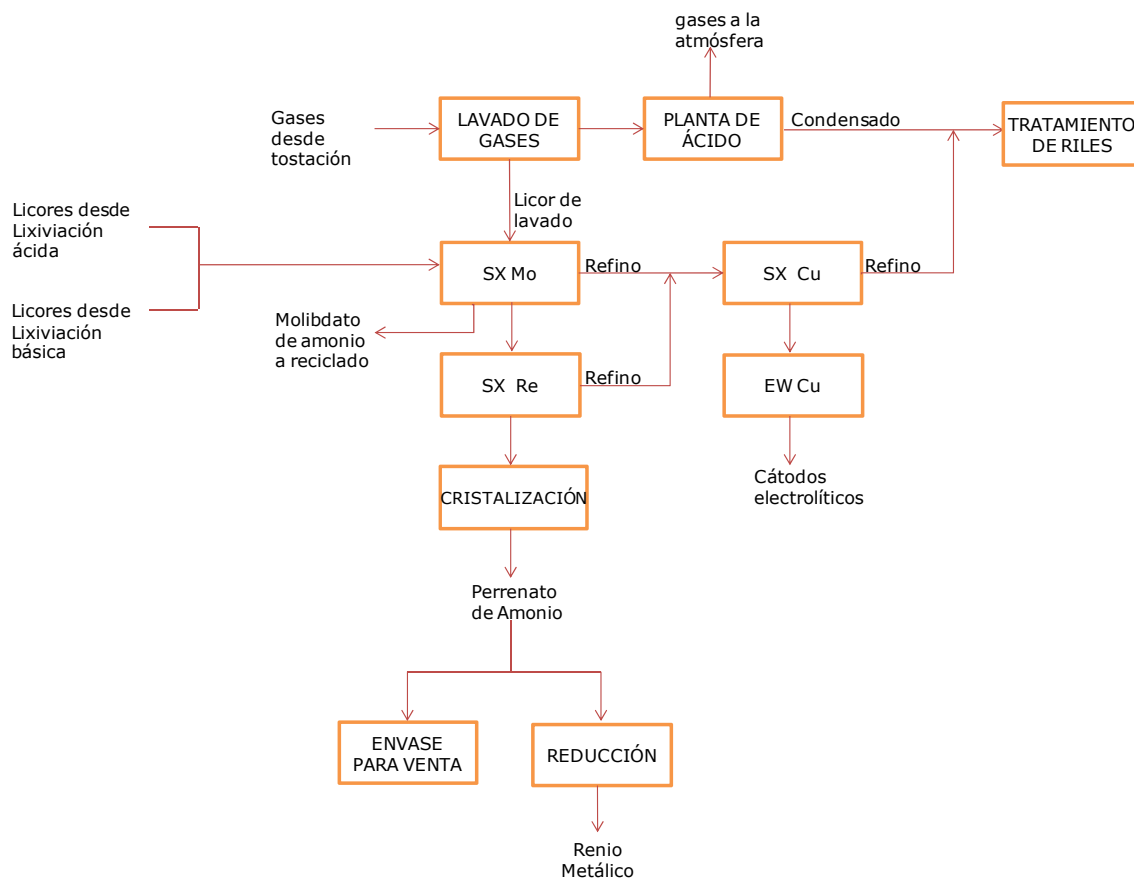 gases a la
atmósfera
Gases
desde
tostación
LAVADO DE
GASES
PLANTA DE
ÁCIDO
Condensado
TRATAMIENTO
DE RILES
Licor de
lavado
Licores desde
Lixiviación
ácida
SX Mo
Refino
SX Cu
Refino
Licores desde
Lixiviación
básica
Molibdato
de amonio
a reciclado
SX Re
Refino
EW Cu
CRISTALIZACIÓN
Cátodos
electrolíticos
Perrenato
de Amonio
ENVASE
PARA VENTA
REDUCCIÓN
Renio
Metálico